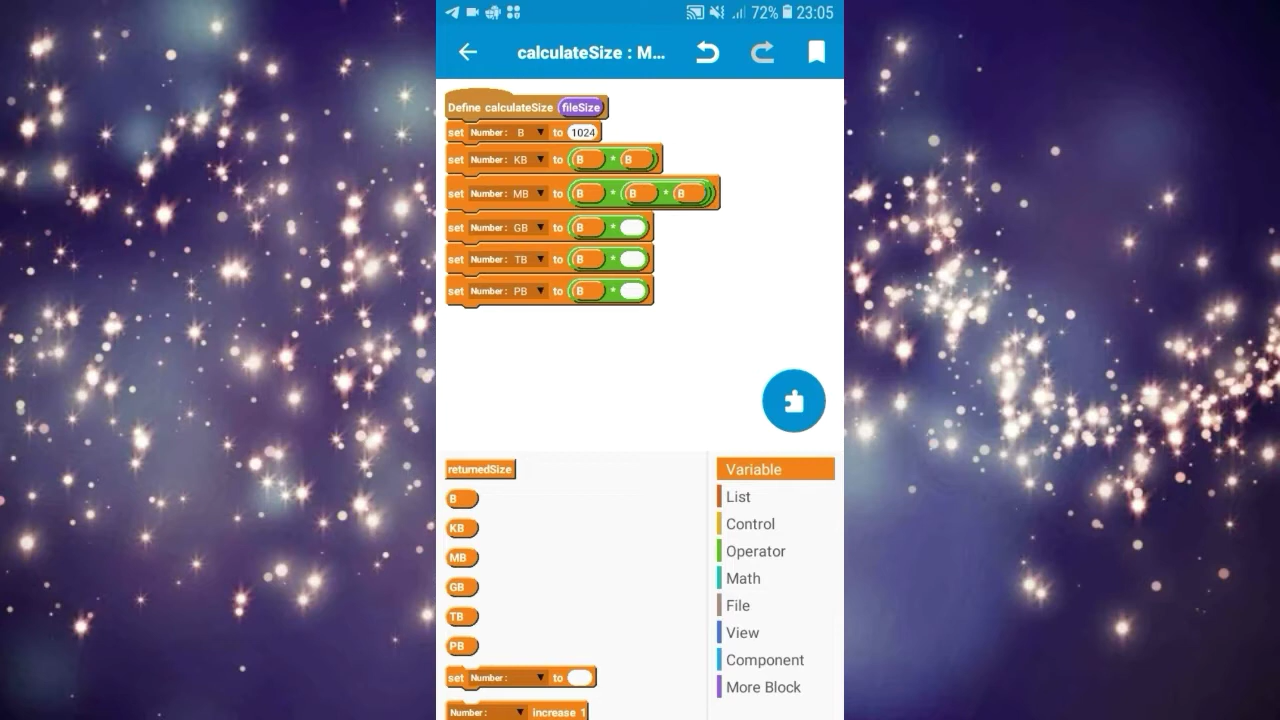 72% 23:05
calculateSize : M...
Define calculateSize fileSize
set Number: B to 1024
set Number: KB to B * B
set Number: MB to B * B * B
set Number: GB to B *
set Number: TB to B *
set Number: PB to B *
returnedSize
B
KB
MB
GB
TB
PB
set Number: to
Number: increase 1
Variable
List
Control
Operator
Math
File
View
Component
More Block